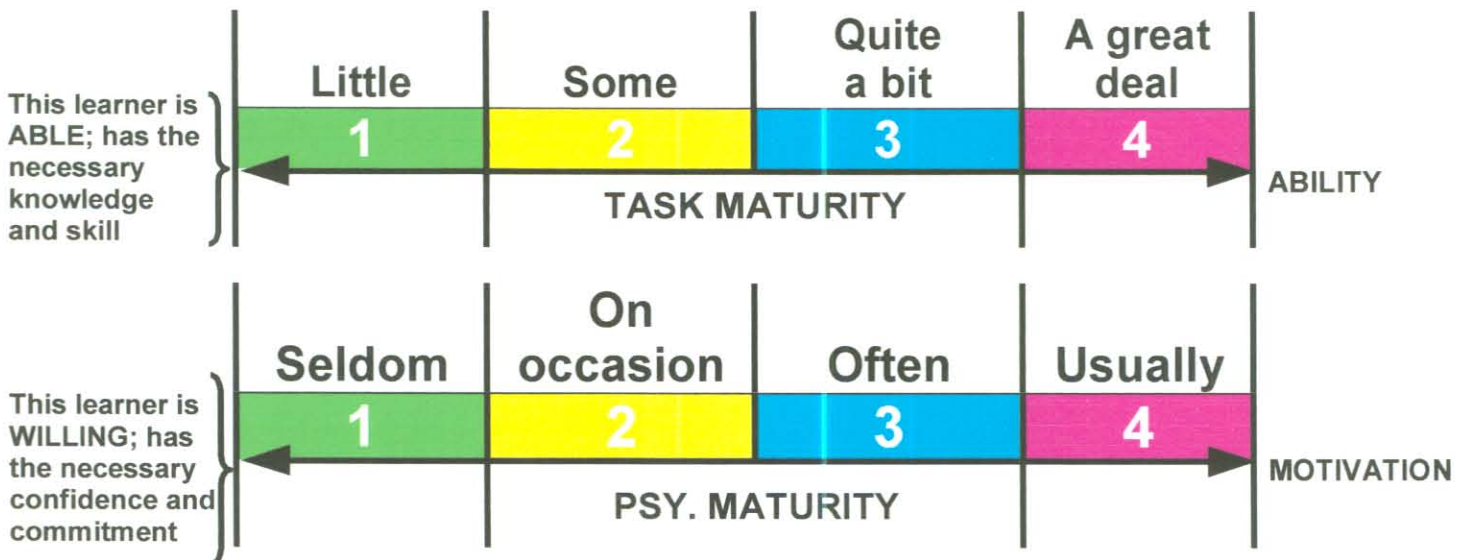 This learner is
ABLE; has the
necessary
knowledge
and skill
Little
Some
Quite
a bit
A great
deal
1
2
3
4
TASK MATURITY
ABILITY
This learner is
WILLING; has
the necessary
confidence and
commitment
Seldom
On
occasion
Often
Usually
1
2
3
4
PSY. MATURITY
MOTIVATION